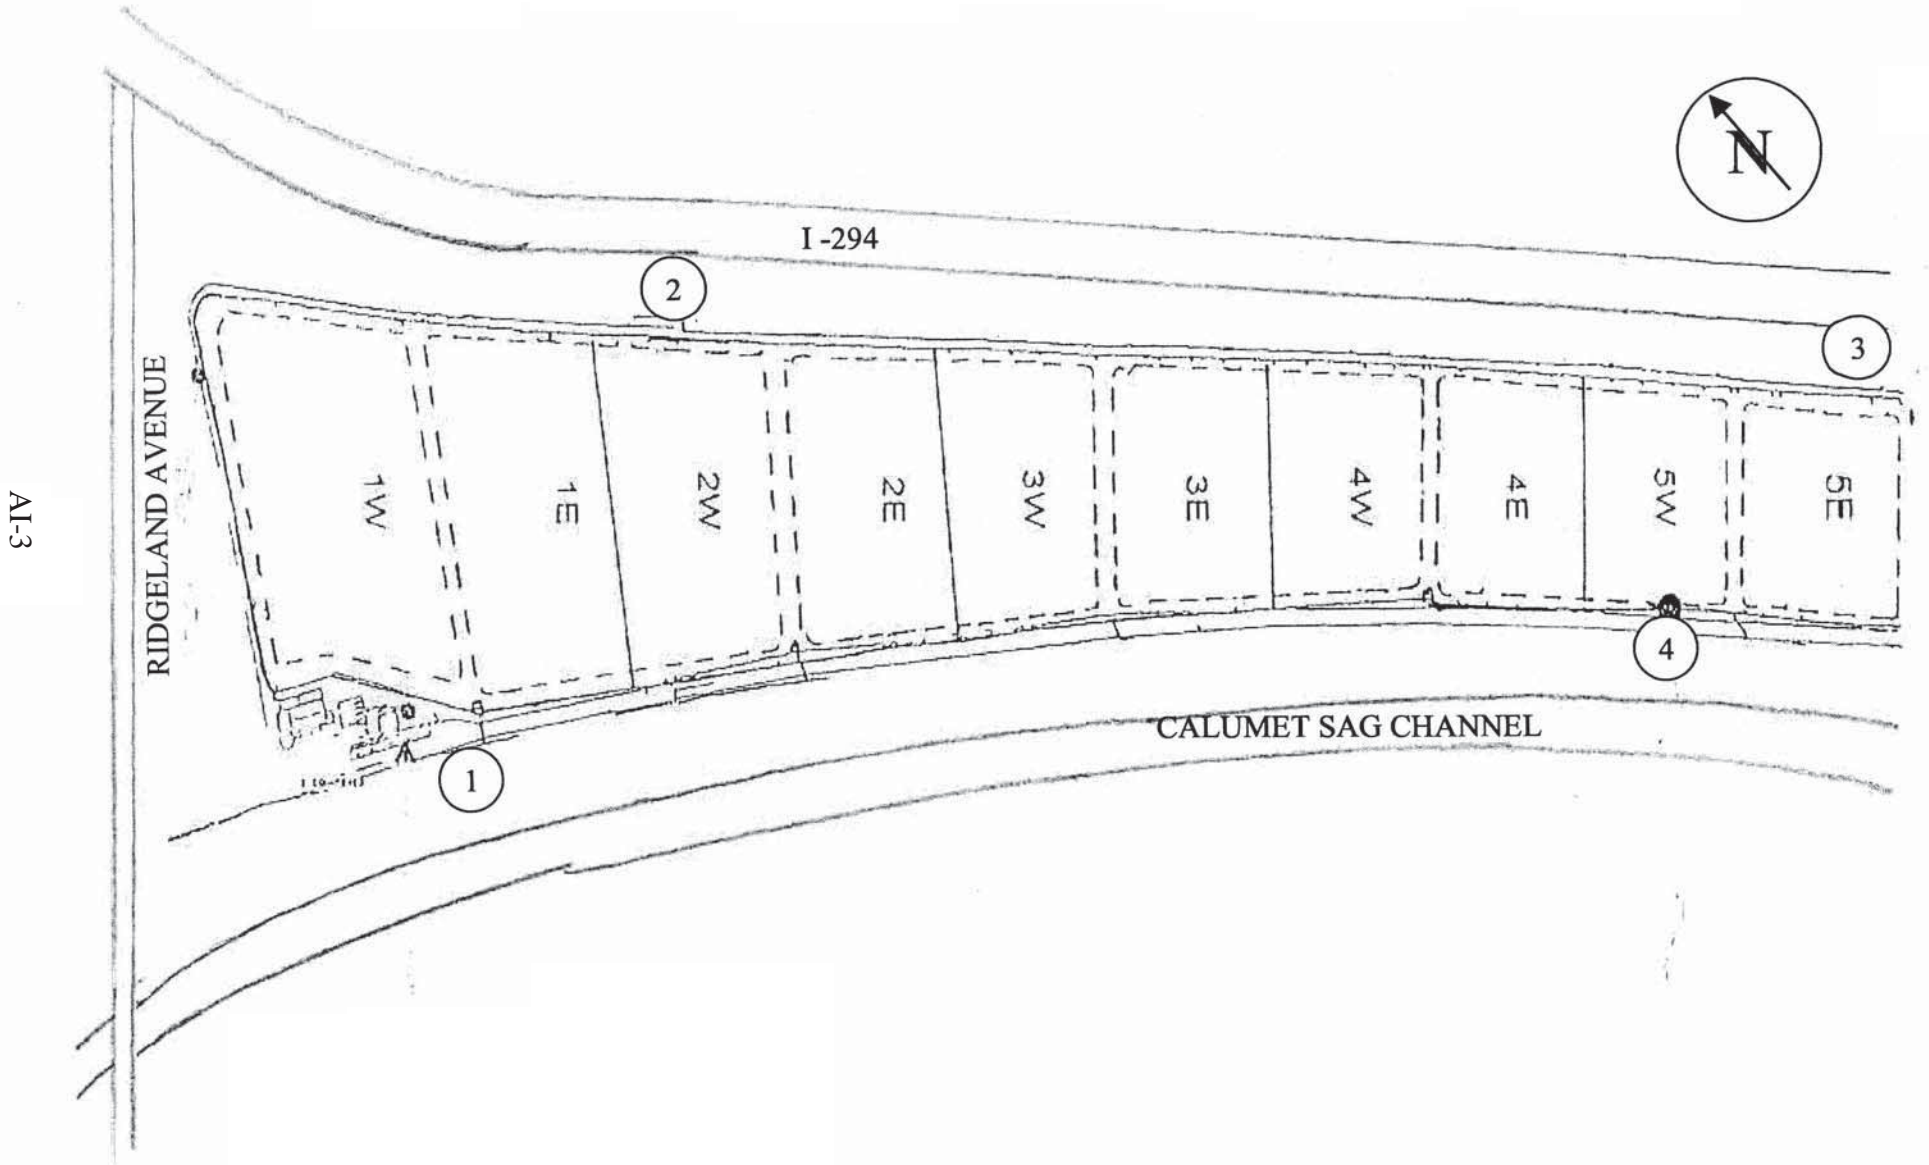 N
I -294
2
3
RIDGELAND AVENUE
AI-3
1W
1E
2W
2E
3W
3E
4W
4E
5W
5E
4
CALUMET SAG CHANNEL
1